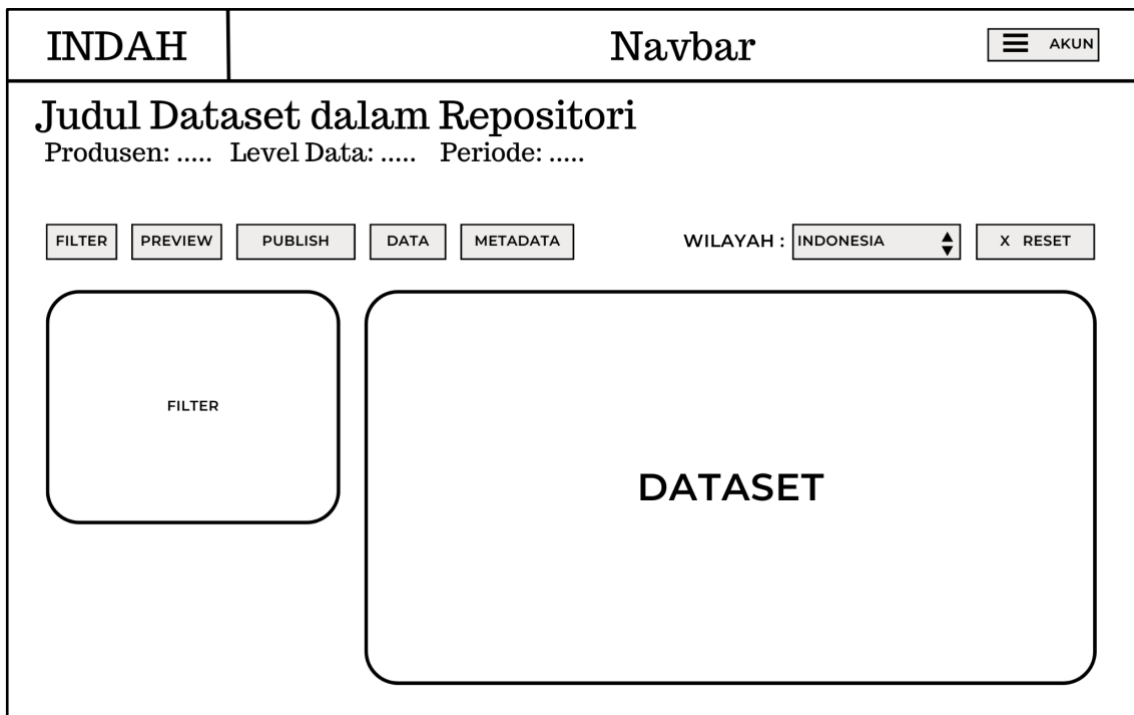 INDAH Navbar AKUN
Judul Dataset dalam Repositori
Produsen: ..... Level Data: ..... Periode: .....
FILTER PREVIEW PUBLISH DATA METADATA WILAYAH : INDONESIA X RESET
FILTER
DATASET